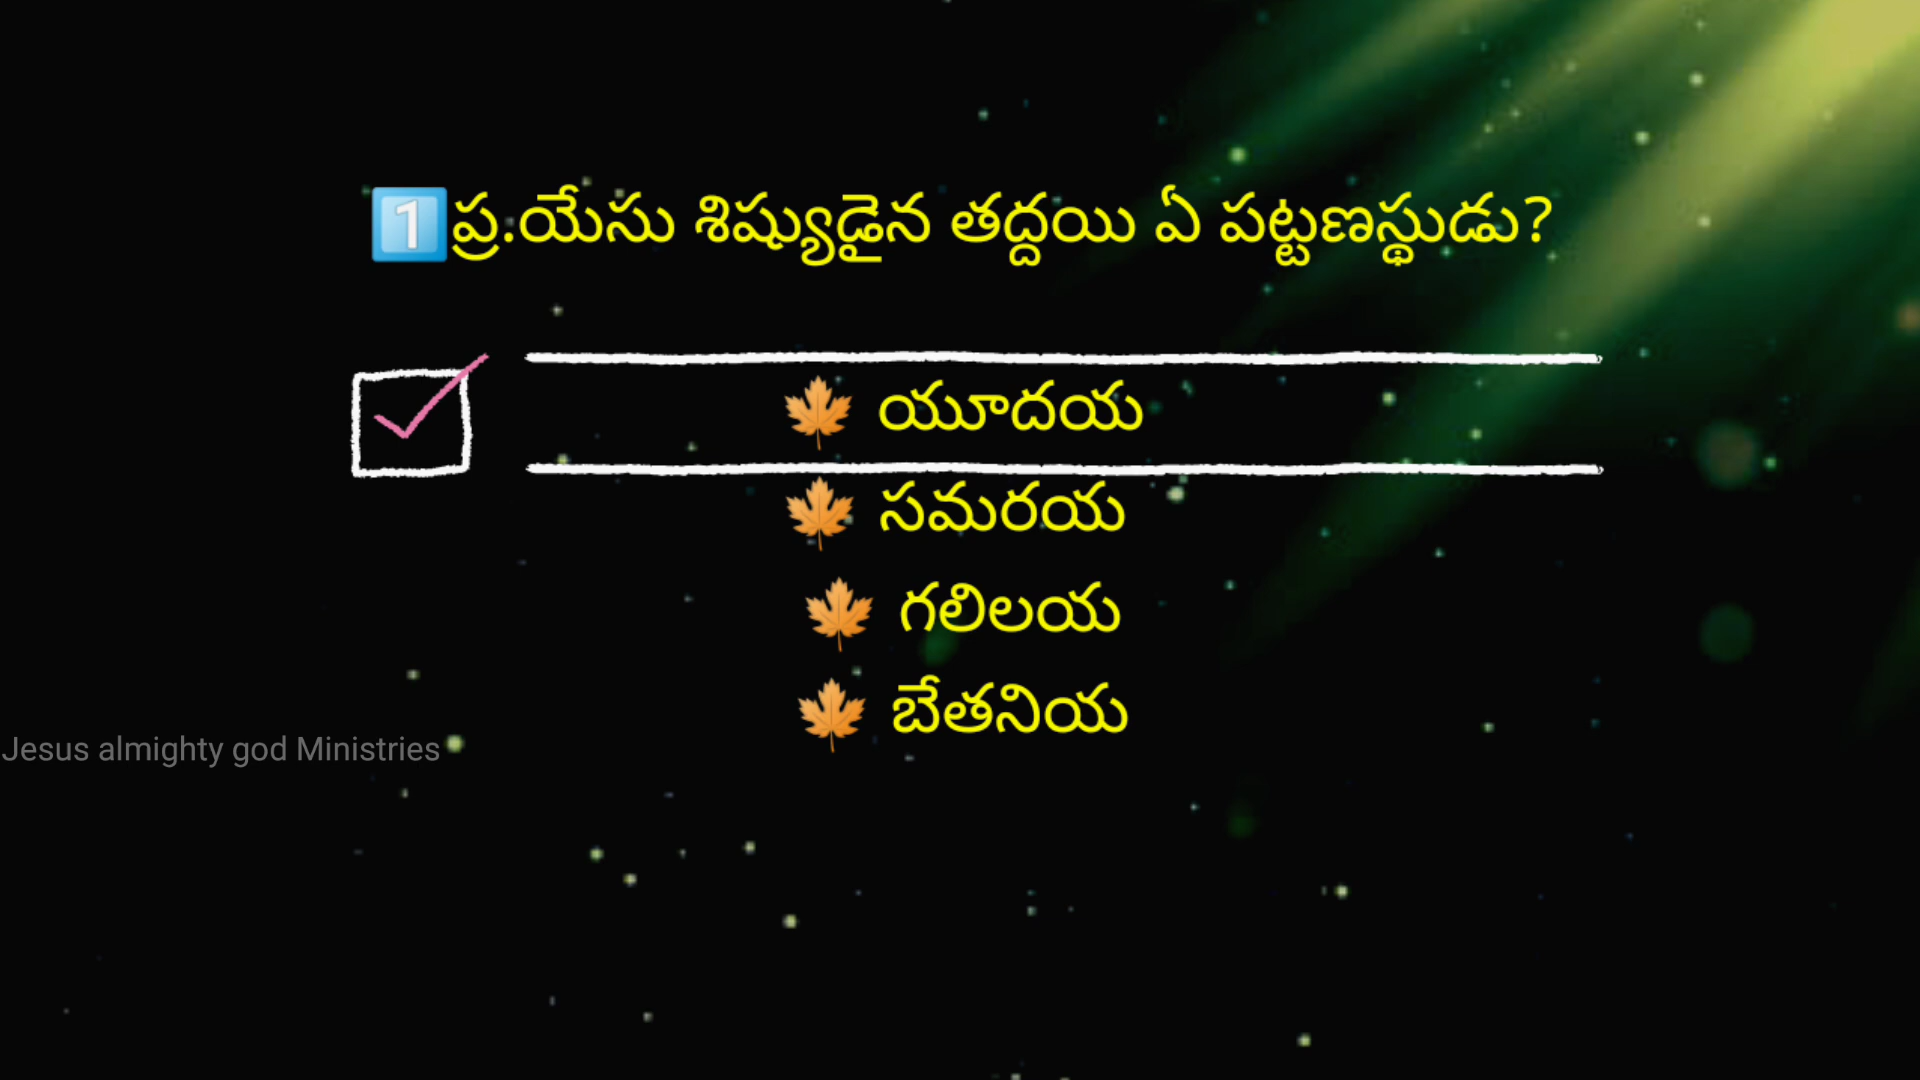 1️⃣ప్ర.యేసు శిష్యుడైన తద్దయి ఏ పట్టణస్థుడు?
🍁 యూదయ
🍁 సమరయ
🍁 గలిలయ
🍁 బేతనియ
Jesus almighty god Ministries